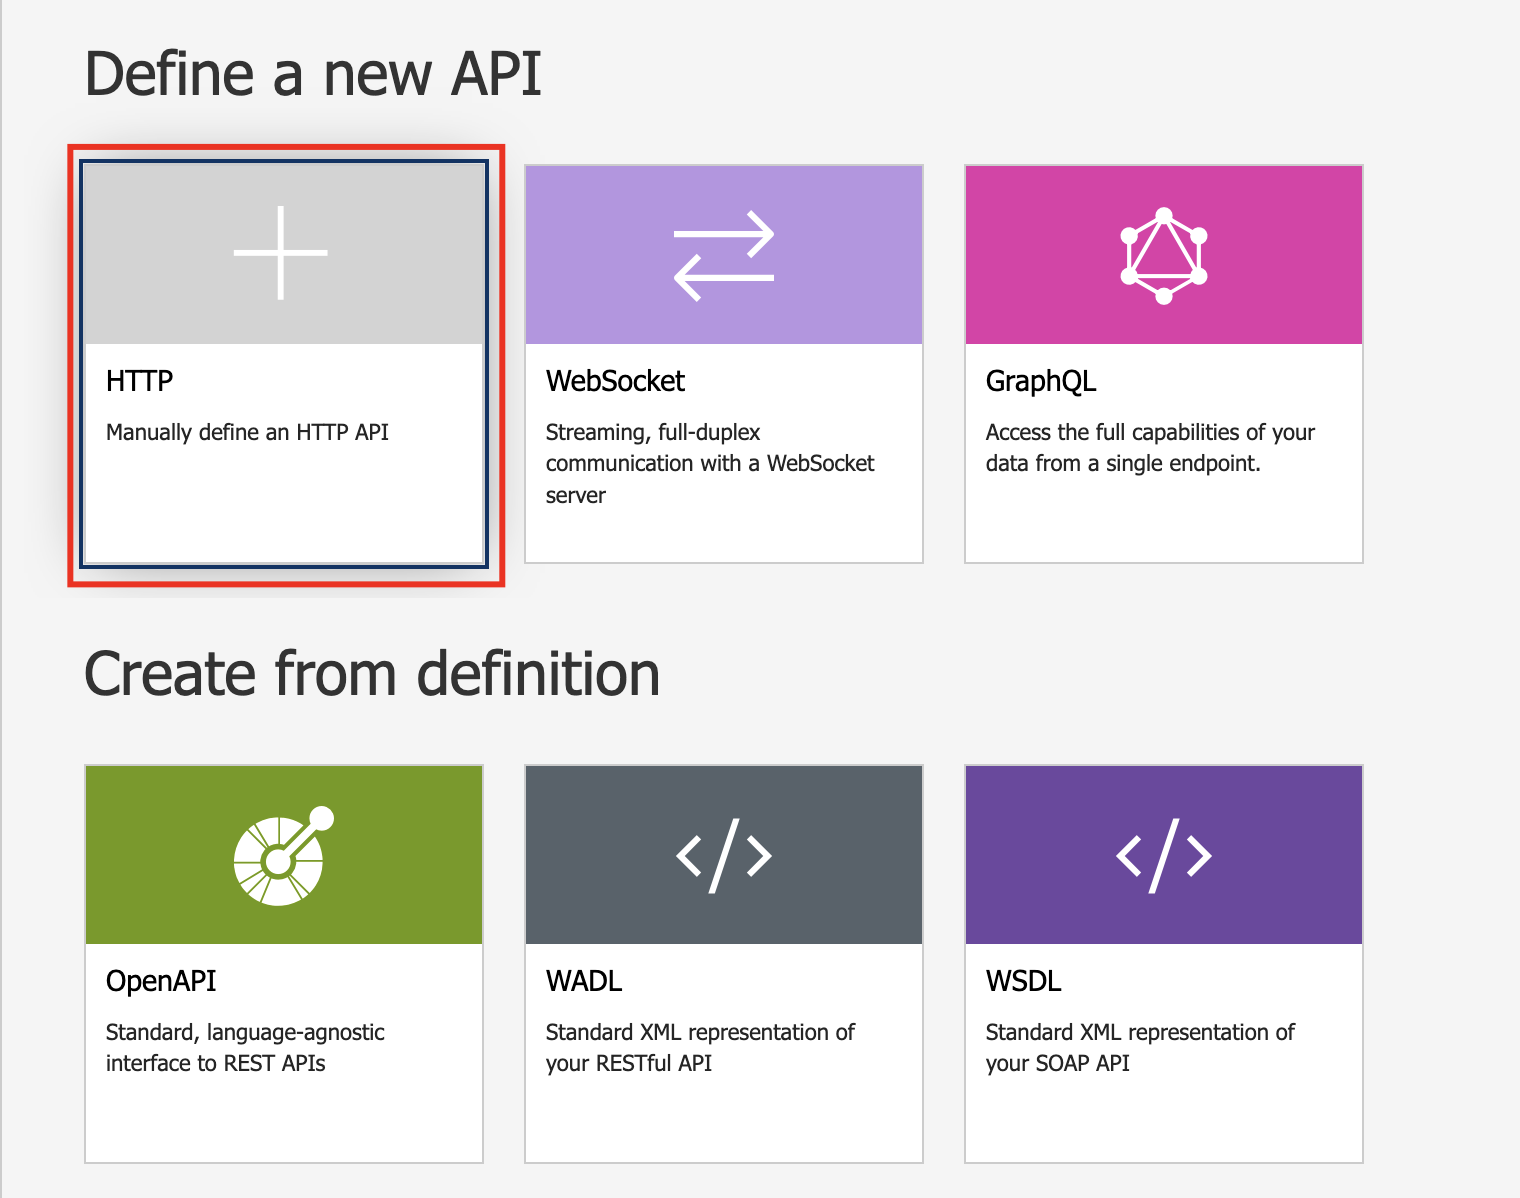 Define a new API
HTTP
Manually define an HTTP API
WebSocket
Streaming, full-duplex
communication with a WebSocket
server
GraphQL
Access the full capabilities of your
data from a single endpoint.
Create from definition
OpenAPI
Standard, language-agnostic
interface to REST APIs
WADL
Standard XML representation of
your RESTful API
WSDL
Standard XML representation of
your SOAP API